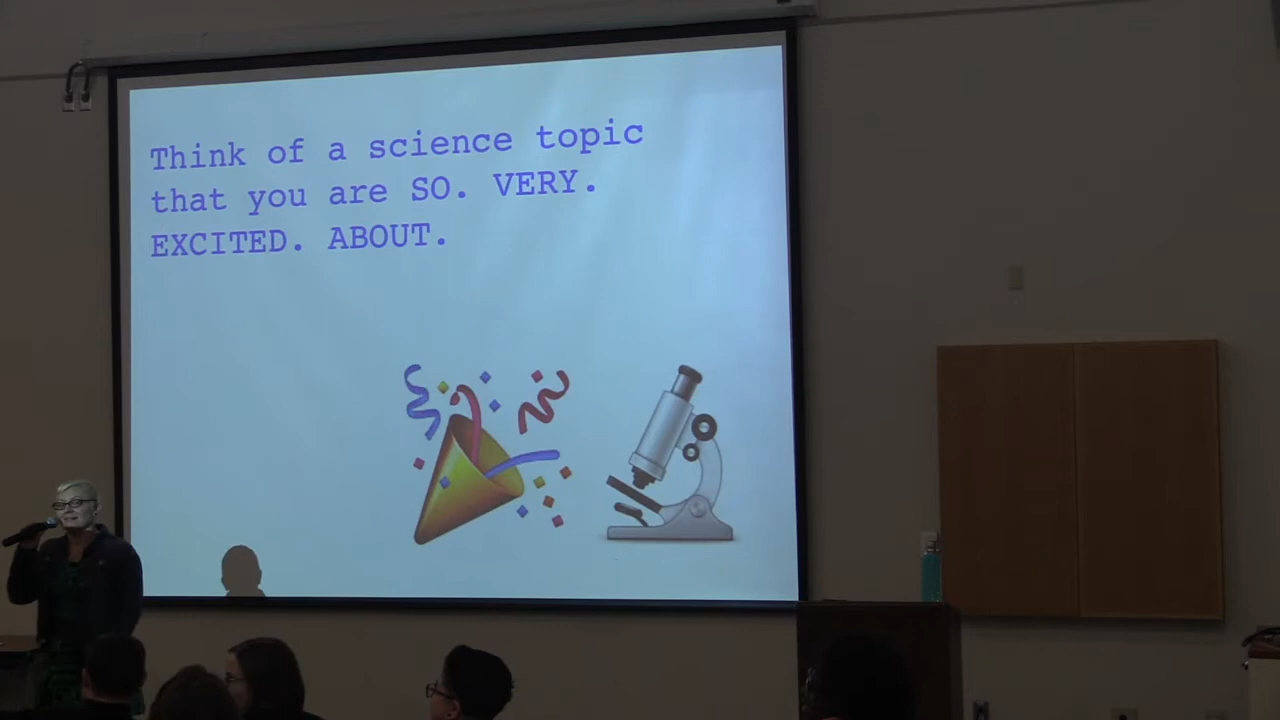 Think of a science topic
that you are SO. VERY.
EXCITED. ABOUT.